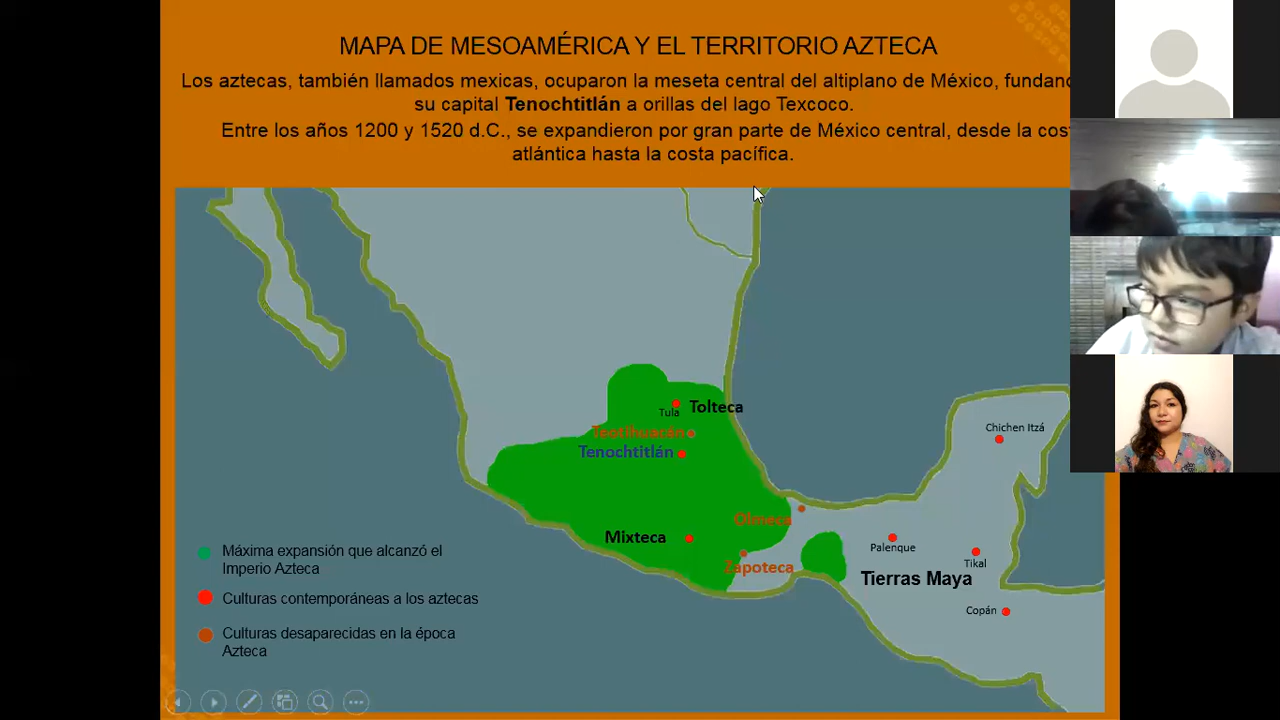 MAPA DE MESOAMÉRICA Y EL TERRITORIO AZTECA
Los aztecas, también llamados mexicas, ocuparon la meseta central del altiplano de México,
su capital Tenochtitlán a orillas del lago Texcoco.
Entre los años 1200 y 1520 d.C., se expandieron por gran parte de México central, desde la
atlántica hasta la costa pacífica.
Tula
Tolteca
Teotihuacán
Tenochtitlán
Chichen Itzá
Olmeca
Mixteca
Zapoteca
Palenque
Tikal
Tierras Maya
Copán
Máxima expansión que alcanzó el
Imperio Azteca
Culturas contemporáneas a los aztecas
Culturas desaparecidas en la época
Azteca